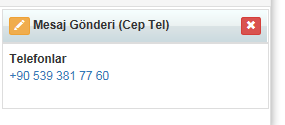 Mesaj Gönderi (Cep Tel)
Telefonlar
+90 539 381 77 60